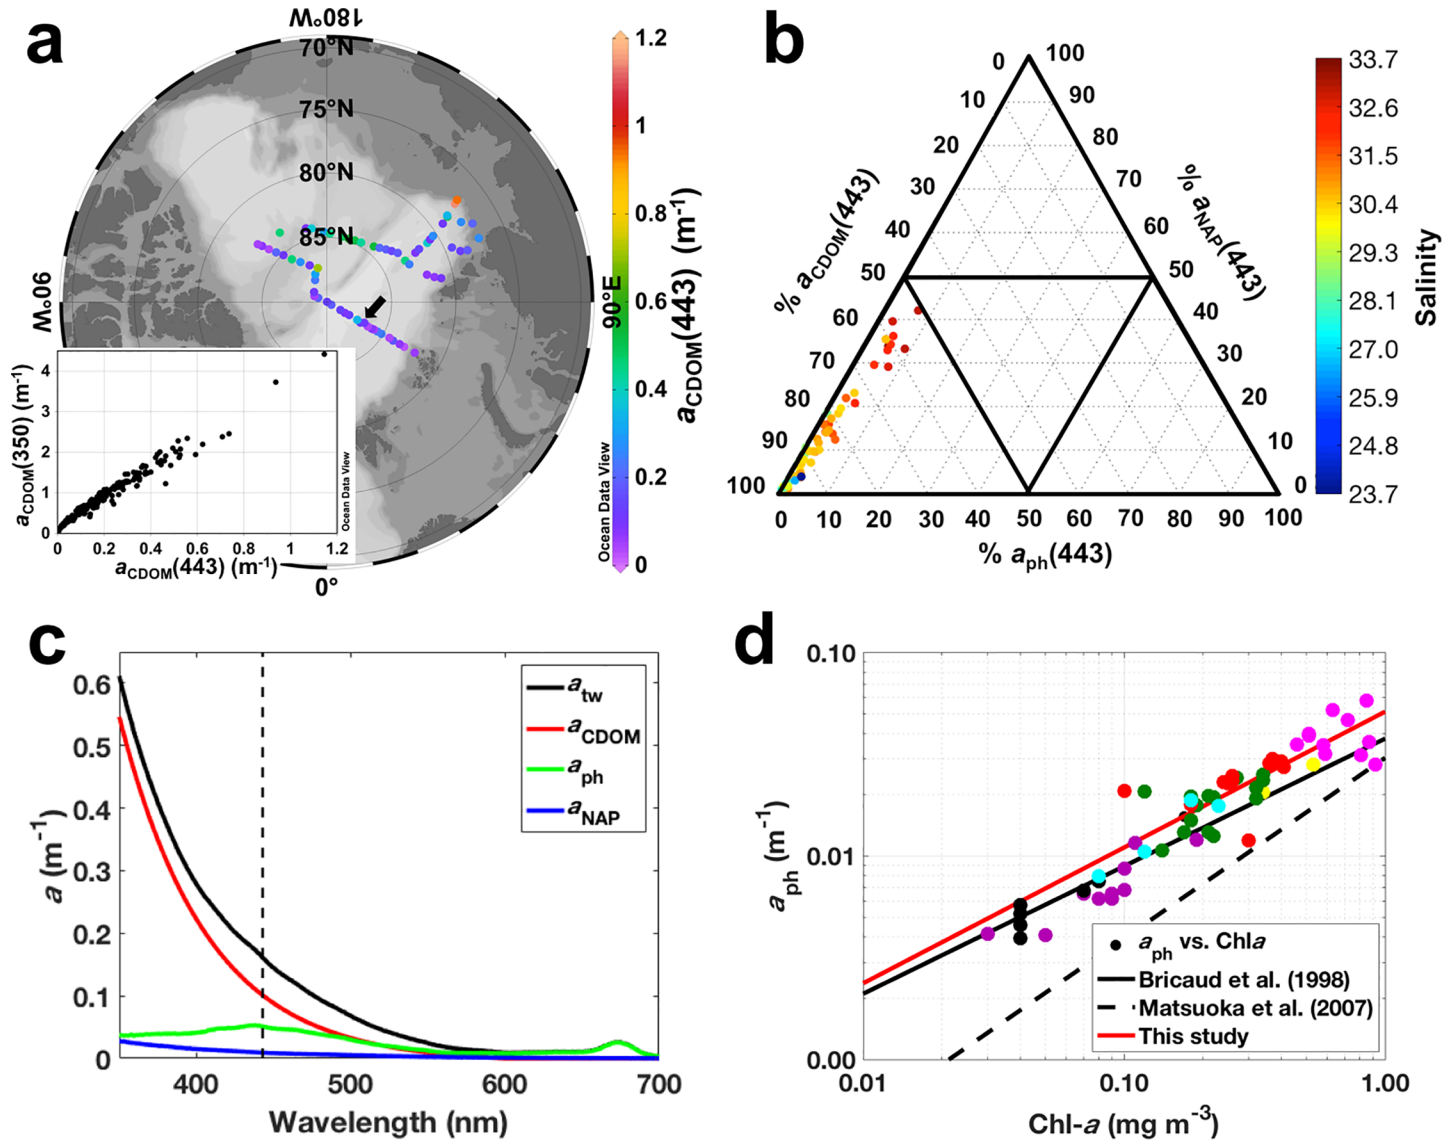 a
180°W
70°N
75°N
80°N
85°N
90°W
90°E
0°
1.2
1
0.8
0.6
0.4
0.2
0
aCDOM(443) (m-1)
Ocean Data View
4
3
2
1
0
aCDOM(350) (m-1)
0
0.2
0.4
0.6
0.8
1
1.2
aCDOM(443) (m-1)
Ocean Data View
b
0
10
20
30
40
50
60
70
80
90
100
% aCDOM(443)
100
90
80
70
60
50
40
30
20
10
0
% aNAP(443)
0 10 20 30 40 50 60 70 80 90 100
% aph(443)
33.7
32.6
31.5
30.4
29.3
28.1
27.0
25.9
24.8
23.7
Salinity
c
0.6
0.5
0.4
0.3
0.2
0.1
0
a (m−1)
atw
aCDOM
aph
aNAP
400 500 600 700
Wavelength (nm)
d
0.10
0.01
0.00
aph (m−1)
aph vs. Chla
Bricaud et al. (1998)
Matsuoka et al. (2007)
This study
0.01 0.10 1.00
Chl-a (mg m−3)